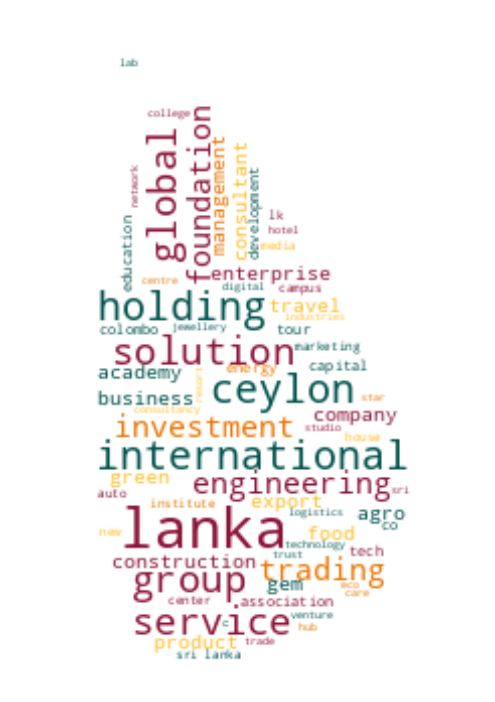 lab
college
global
foundation
management
consultant
development
network
education
lk
hotel
media
enterprise
centre
digital
campus
holding
travel
industries
colombo
jewellery
tour
solution
marketing
academy
energy
capital
resort
ceylon
business
star
consultancy
company
investment
studio
house
international
green
engineering
sri
auto
institute
export
logistics
agro
co
lanka
new
food
technology
tech
trust
construction
trading
group
gem
eco
care
center
association
service
c
venture
hub
product
trade
sri lanka